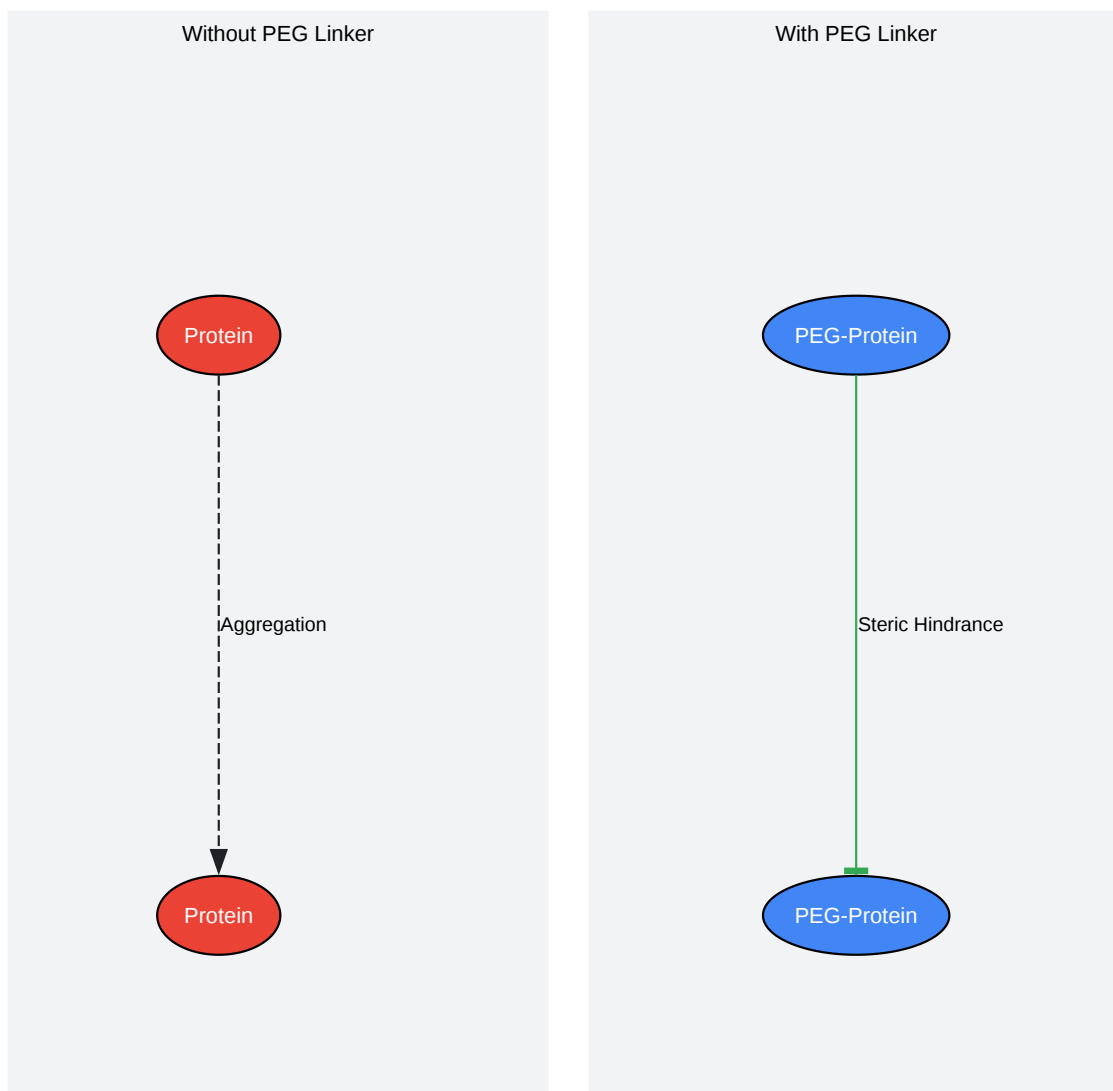 Without PEG Linker
Protein
Aggregation
Protein
With PEG Linker
PEG-Protein
Steric Hindrance
PEG-Protein